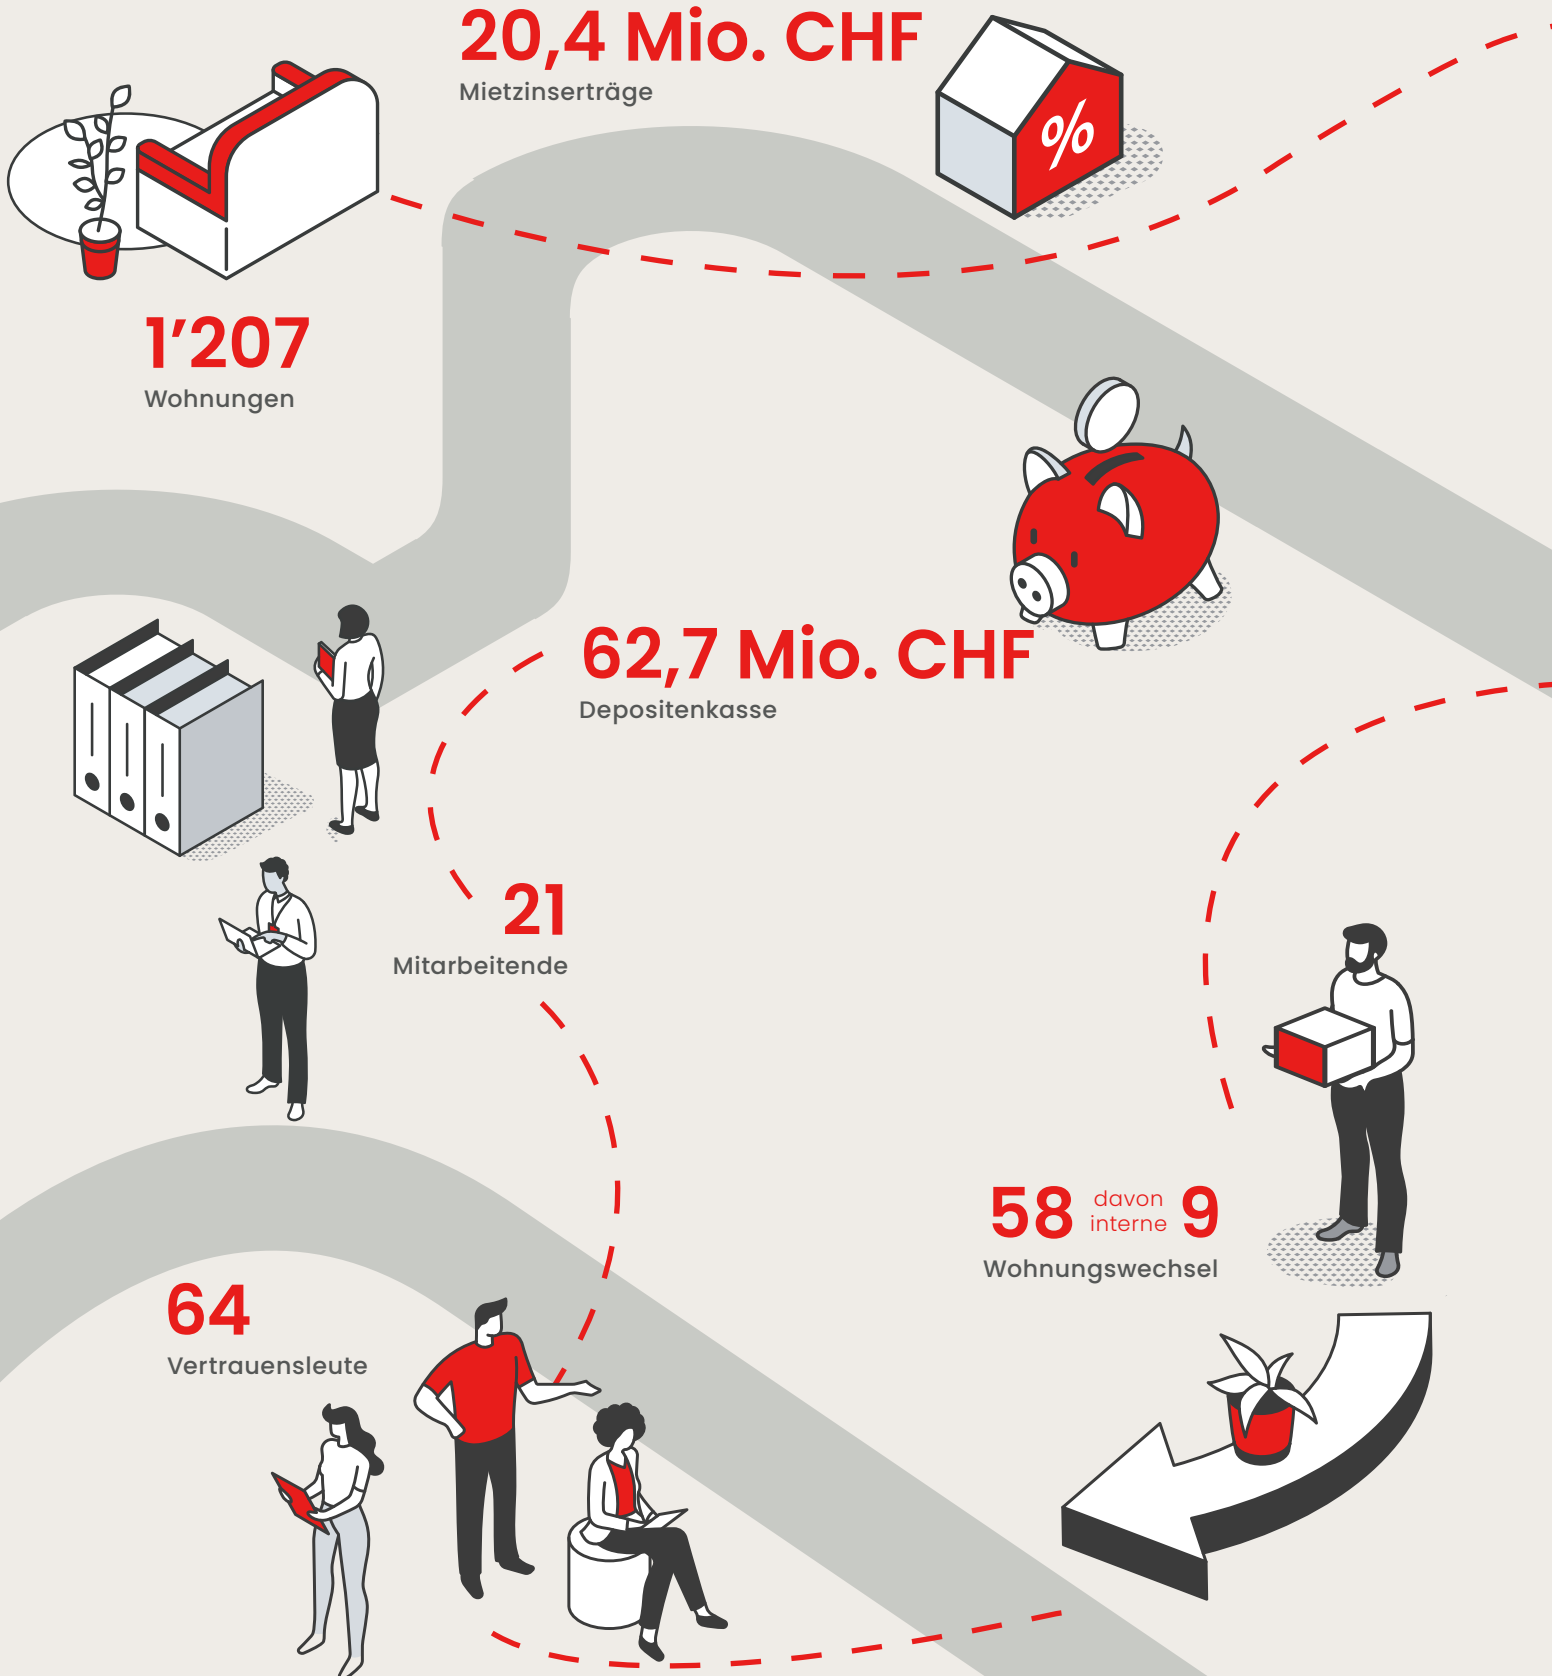 20,4 Mio. CHF
Mietzinserträge
%
1’207
Wohnungen
62,7 Mio. CHF
Depositenkasse
21
Mitarbeitende
58 davon interne 9
Wohnungswechsel
64
Vertrauensleute